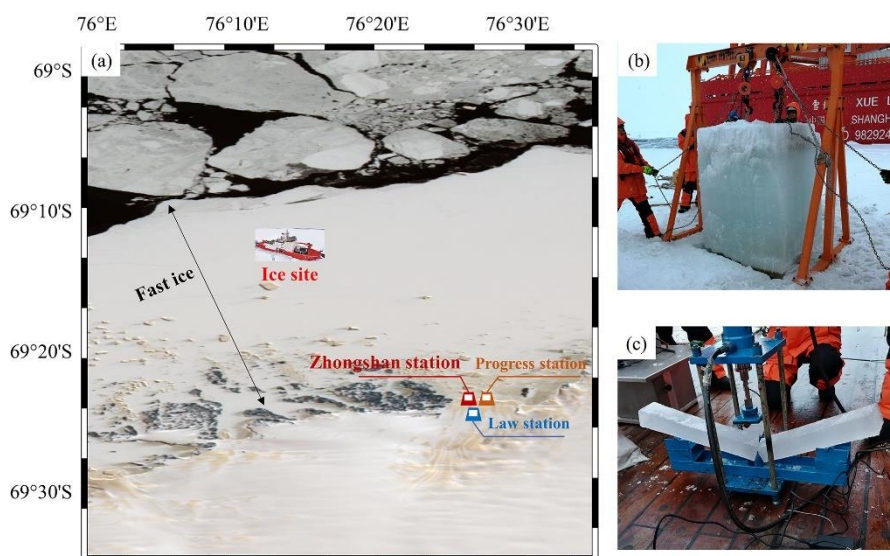 76°E 76°10'E 76°20'E 76°30'E
(a)
69°S
69°10'S
69°20'S
69°30'S
Fast ice
Ice site
Zhongshan station
Progress station
Law station
(b)
XUE L
SHANGH
982924
(c)